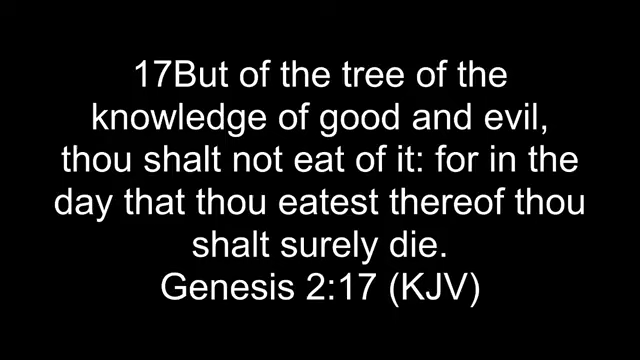 17But of the tree of the
knowledge of good and evil,
thou shalt not eat of it: for in the
day that thou eatest thereof thou
shalt surely die.
Genesis 2:17 (KJV)